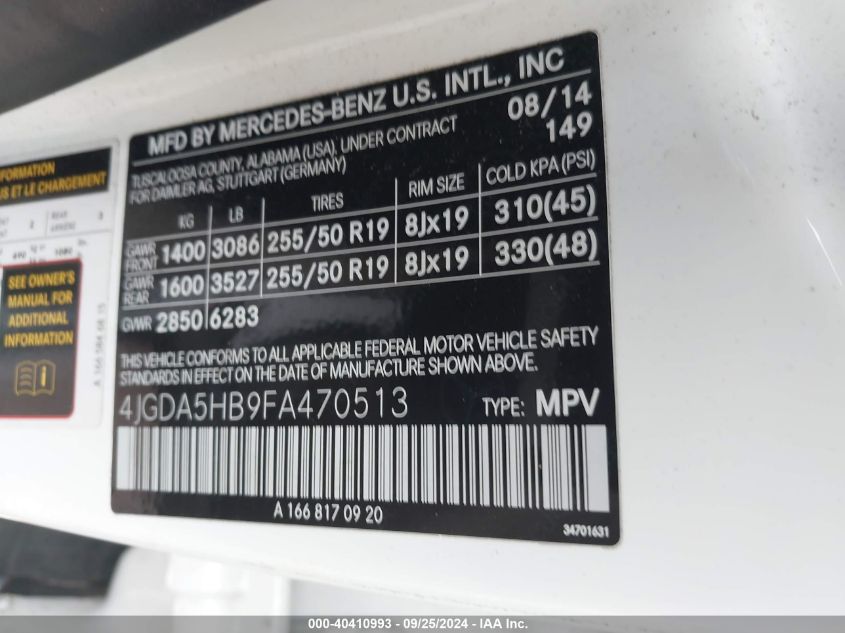 MFD BY MERCEDES-BENZ U.S. INTL., INC
TUSCALOOSA COUNTY, ALABAMA (USA), UNDER CONTRACT
FOR DAIMLER AG, STUTTGART (GERMANY)
08/14
149
KG LB TIRES RIM SIZE COLD KPA (PSI)
GAWR FRONT 1400 3086 255/50 R19 8Jx19 310(45)
GAWR REAR 1600 3527 255/50 R19 8Jx19 330(48)
GVWR 2850 6283
THIS VEHICLE CONFORMS TO ALL APPLICABLE FEDERAL MOTOR VEHICLE SAFETY
STANDARDS IN EFFECT ON THE DATE OF MANUFACTURE SHOWN ABOVE.
4JGDA5HB9FA470513 TYPE: MPV
A 166 817 09 20
34701631
FORMATION
ET LE CHARGEMENT
REAR 3
SEE OWNER'S
MANUAL FOR
ADDITIONAL
INFORMATION
000-40410993 - 09/25/2024 - IAA Inc.